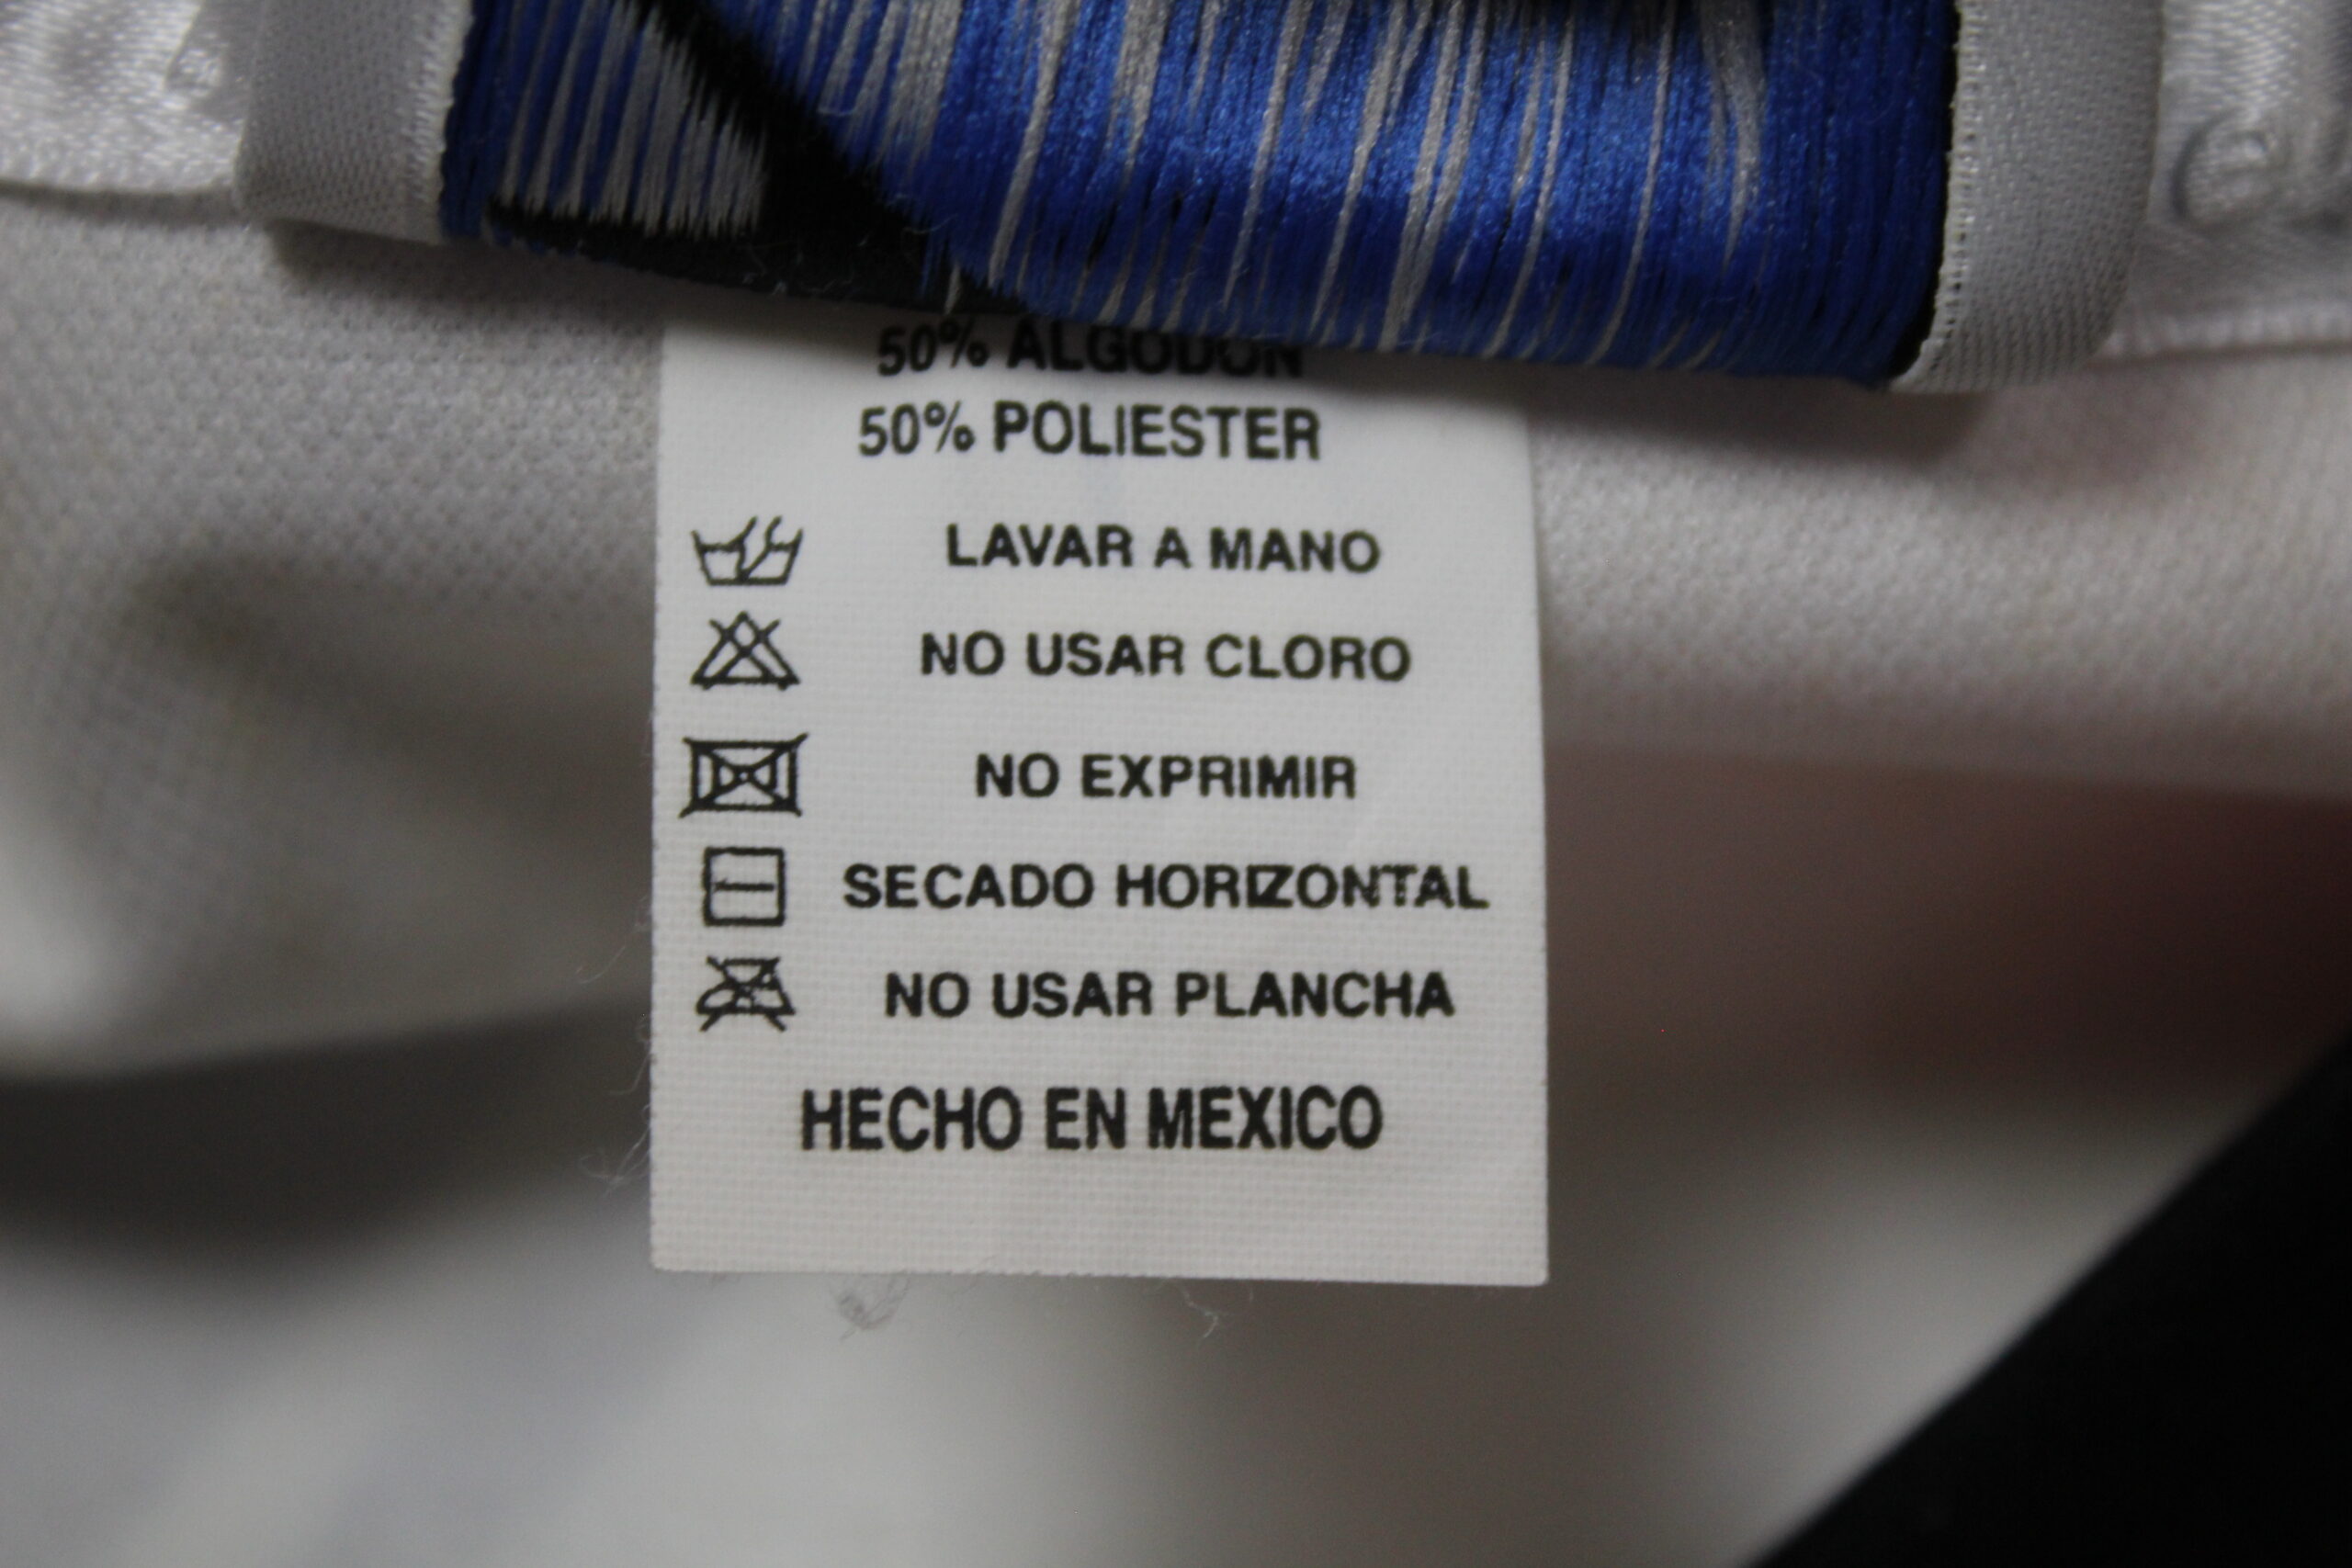 50% ALGODON
50% POLIESTER
LAVAR A MANO
NO USAR CLORO
NO EXPRIMIR
SECADO HORIZONTAL
NO USAR PLANCHA
HECHO EN MEXICO